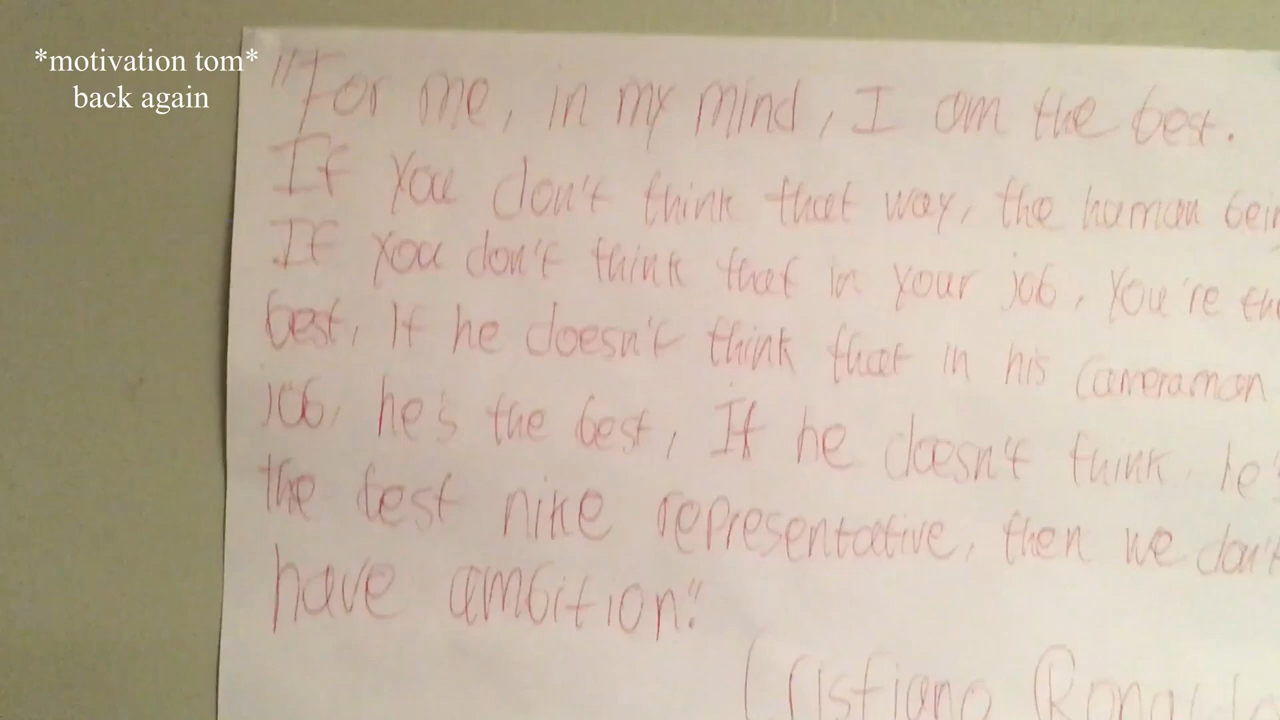 *motivation tom*
back again
"For me, in my mind, I am the best.
If you don't think that way, the human bein
If you don't think that in your job, you're the
best, If he doesn't think that in his cameraman
job, he's the best, If he doesn't think he's
the best nike representative, then we don't
have ambition."
Cristiano Ronaldo